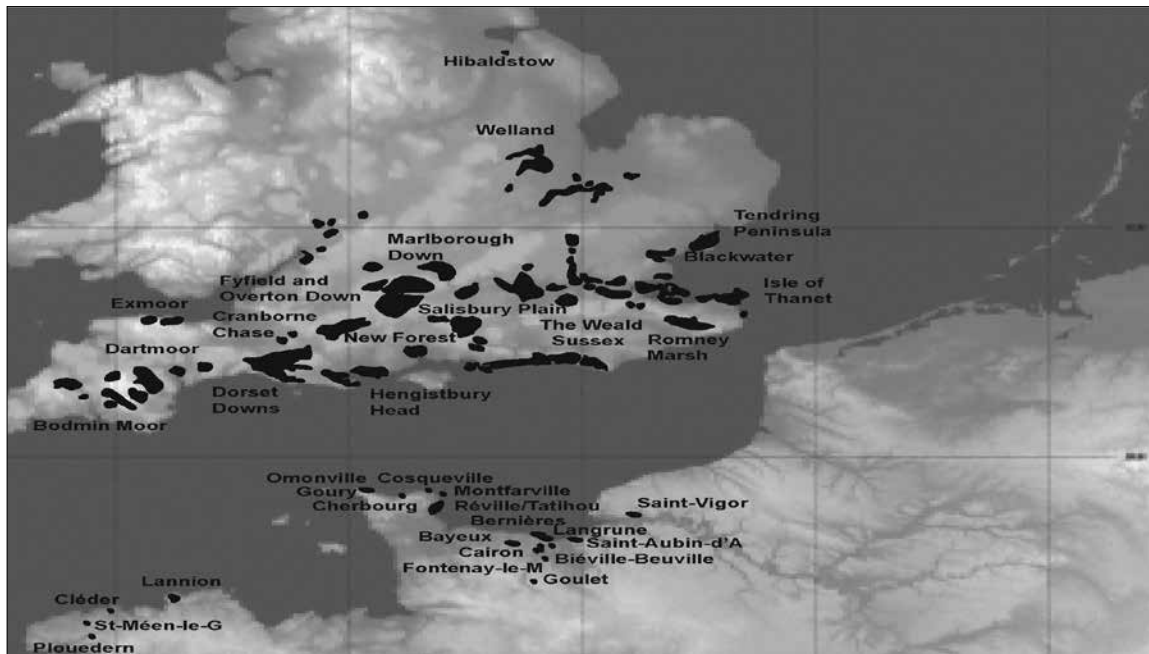 Hibaldstow
Welland
Tendring
Peninsula
Marlborough
Down
Blackwater
Fyfield and
Overton Down
Isle of
Thanet
Exmoor
Cranborne
Chase
Salisbury Plain
New Forest
The Weald
Sussex
Romney
Marsh
Dartmoor
Dorset
Downs
Hengistbury
Head
Bodmin Moor
Omonville
Cosqueville
Goury
Montfarville
Cherbourg
Réville/Tatihou
Saint-Vigor
Bernières
Langrune
Bayeux
Saint-Aubin-d'A
Cairon
Biéville-Beuville
Fontenay-le-M
Goulet
Lannion
Cléder
St-Méen-le-G
Plouedern